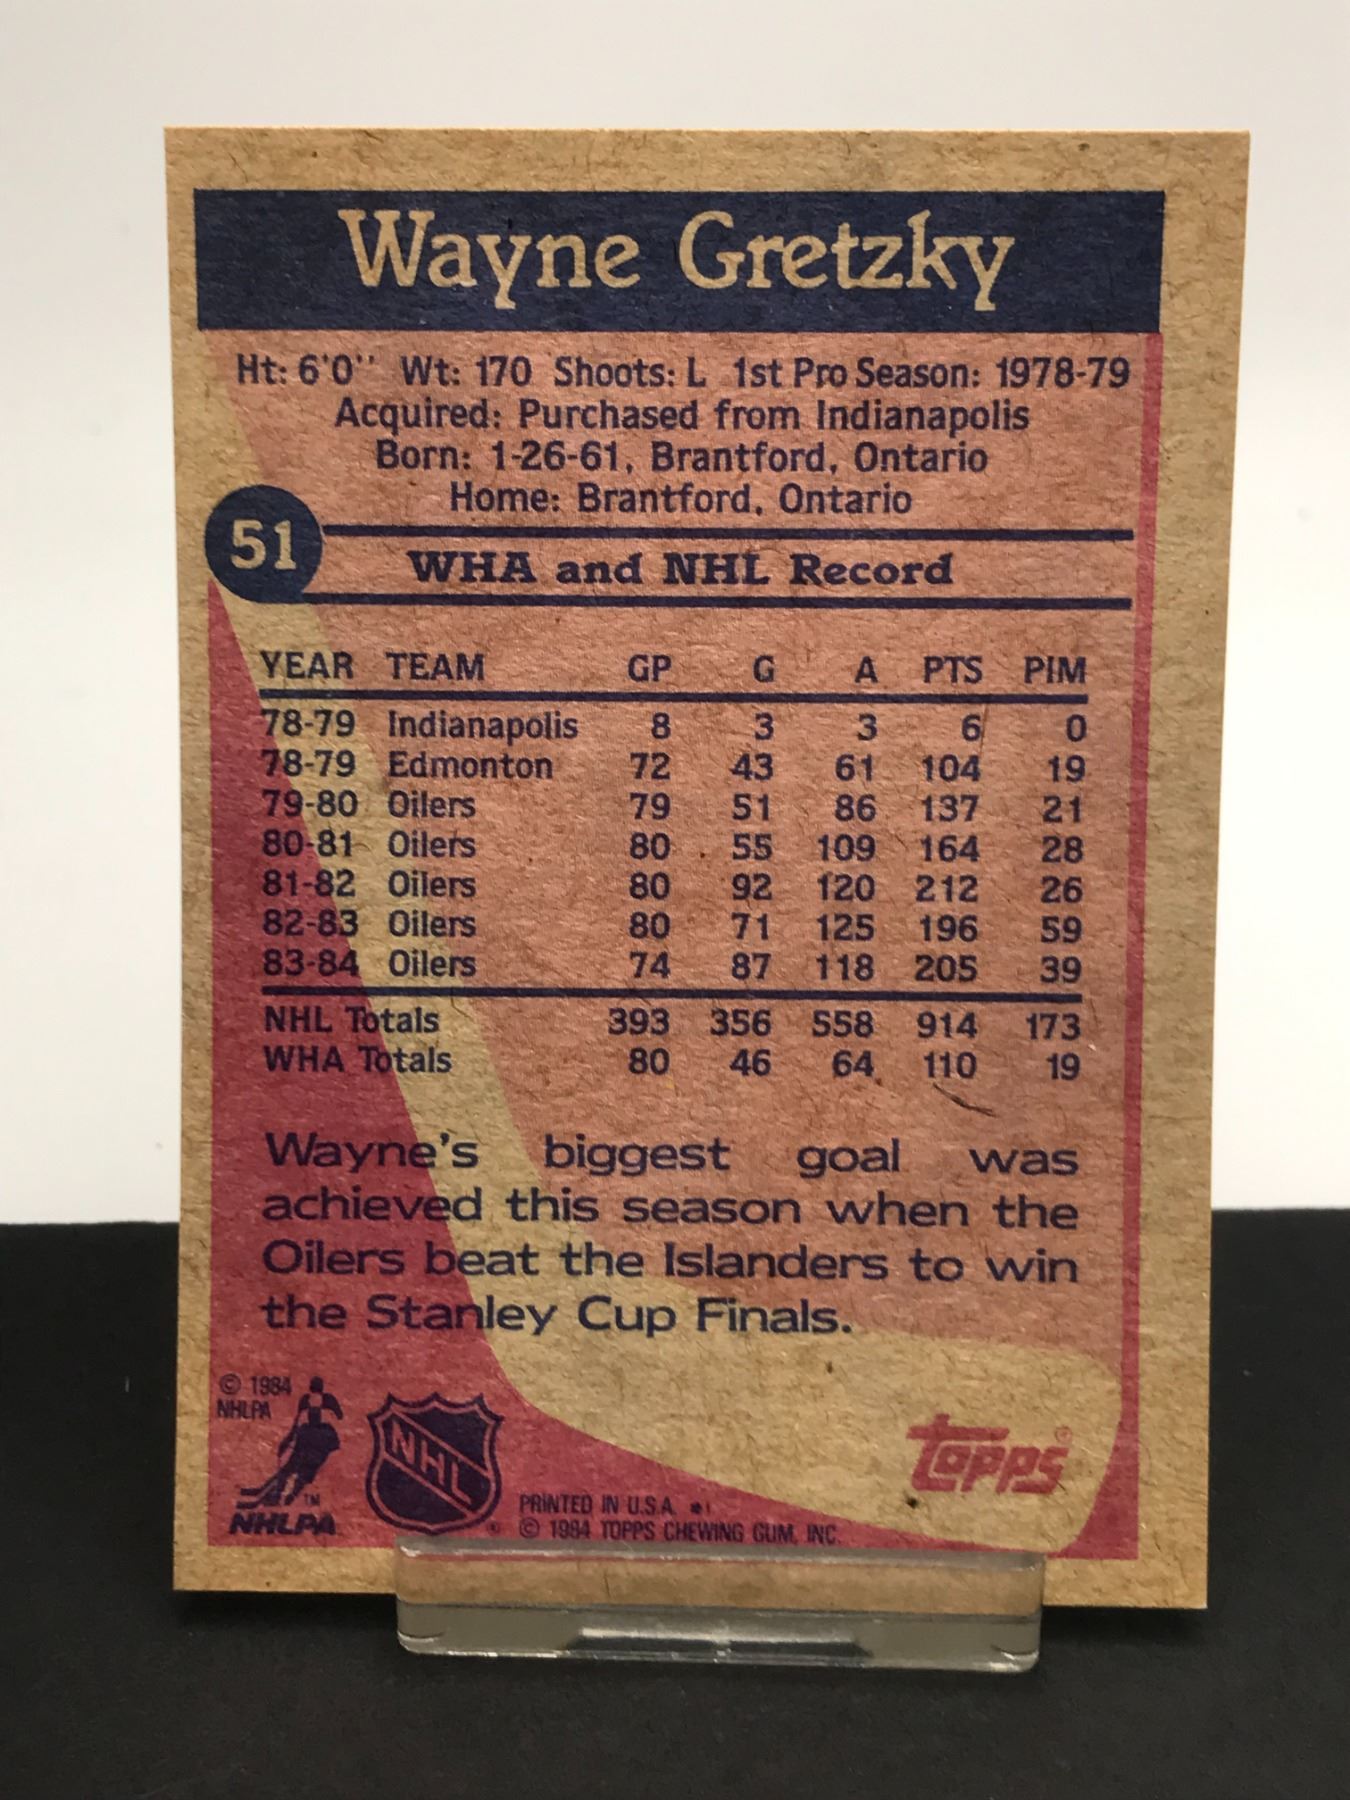 Wayne Gretzky
Ht: 6'0'' Wt: 170 Shoots: L 1st Pro Season: 1978-79
Acquired: Purchased from Indianapolis
Born: 1-26-61, Brantford, Ontario
Home: Brantford, Ontario
51
WHA and NHL Record
YEAR TEAM GP G A PTS PIM
78-79 Indianapolis 8 3 3 6 0
78-79 Edmonton 72 43 61 104 19
79-80 Oilers 79 51 86 137 21
80-81 Oilers 80 55 109 164 28
81-82 Oilers 80 92 120 212 26
82-83 Oilers 80 71 125 196 59
83-84 Oilers 74 87 118 205 39
NHL Totals 393 356 558 914 173
WHA Totals 80 46 64 110 19
Wayne's biggest goal was
achieved this season when the
Oilers beat the Islanders to win
the Stanley Cup Finals.
© 1984
NHLPA
TM
NHLPA
NHL
®
topps®
PRINTED IN U.S.A. *1
© 1984 TOPPS CHEWING GUM, INC.